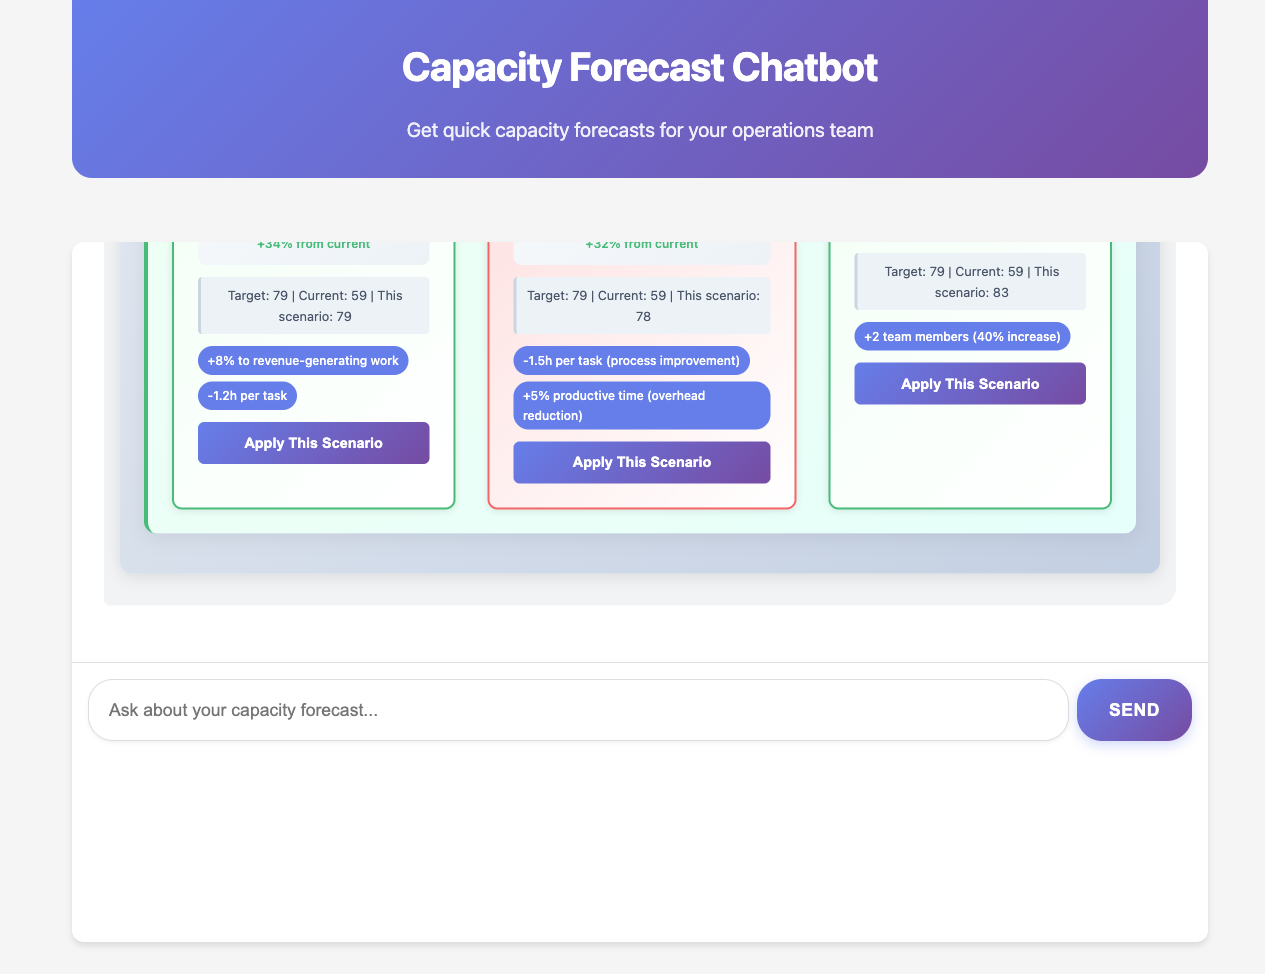 Capacity Forecast Chatbot
Get quick capacity forecasts for your operations team
+34% from current
Target: 79 | Current: 59 | This
scenario: 79
+8% to revenue-generating work
-1.2h per task
Apply This Scenario
+32% from current
Target: 79 | Current: 59 | This scenario:
78
-1.5h per task (process improvement)
+5% productive time (overhead
reduction)
Apply This Scenario
Target: 79 | Current: 59 | This
scenario: 83
+2 team members (40% increase)
Apply This Scenario
Ask about your capacity forecast...
SEND